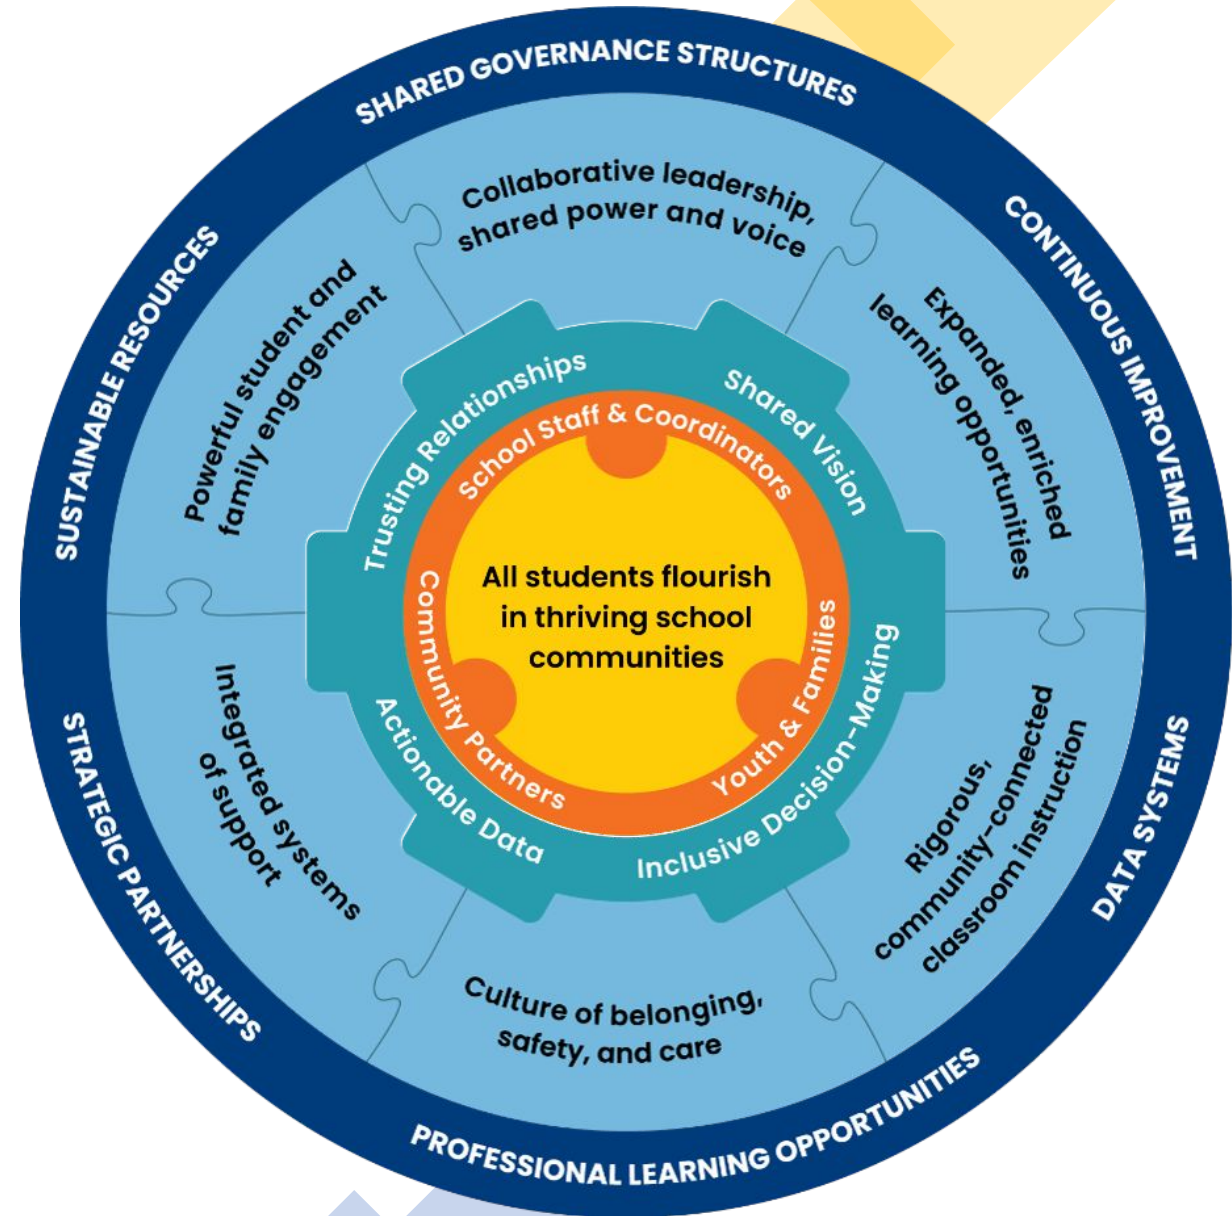 SHARED GOVERNANCE STRUCTURES
CONTINUOUS IMPROVEMENT
DATA SYSTEMS
PROFESSIONAL LEARNING OPPORTUNITIES
STRATEGIC PARTNERSHIPS
SUSTAINABLE RESOURCES
Collaborative leadership,
shared power and voice
Expanded, enriched
learning opportunities
Rigorous,
community-connected
classroom instruction
Culture of belonging,
safety, and care
Integrated systems
of support
Powerful student and
family engagement
Trusting Relationships
Shared Vision
Inclusive Decision-Making
Actionable Data
School Staff & Coordinators
Youth & Families
Community Partners
All students flourish
in thriving school
communities